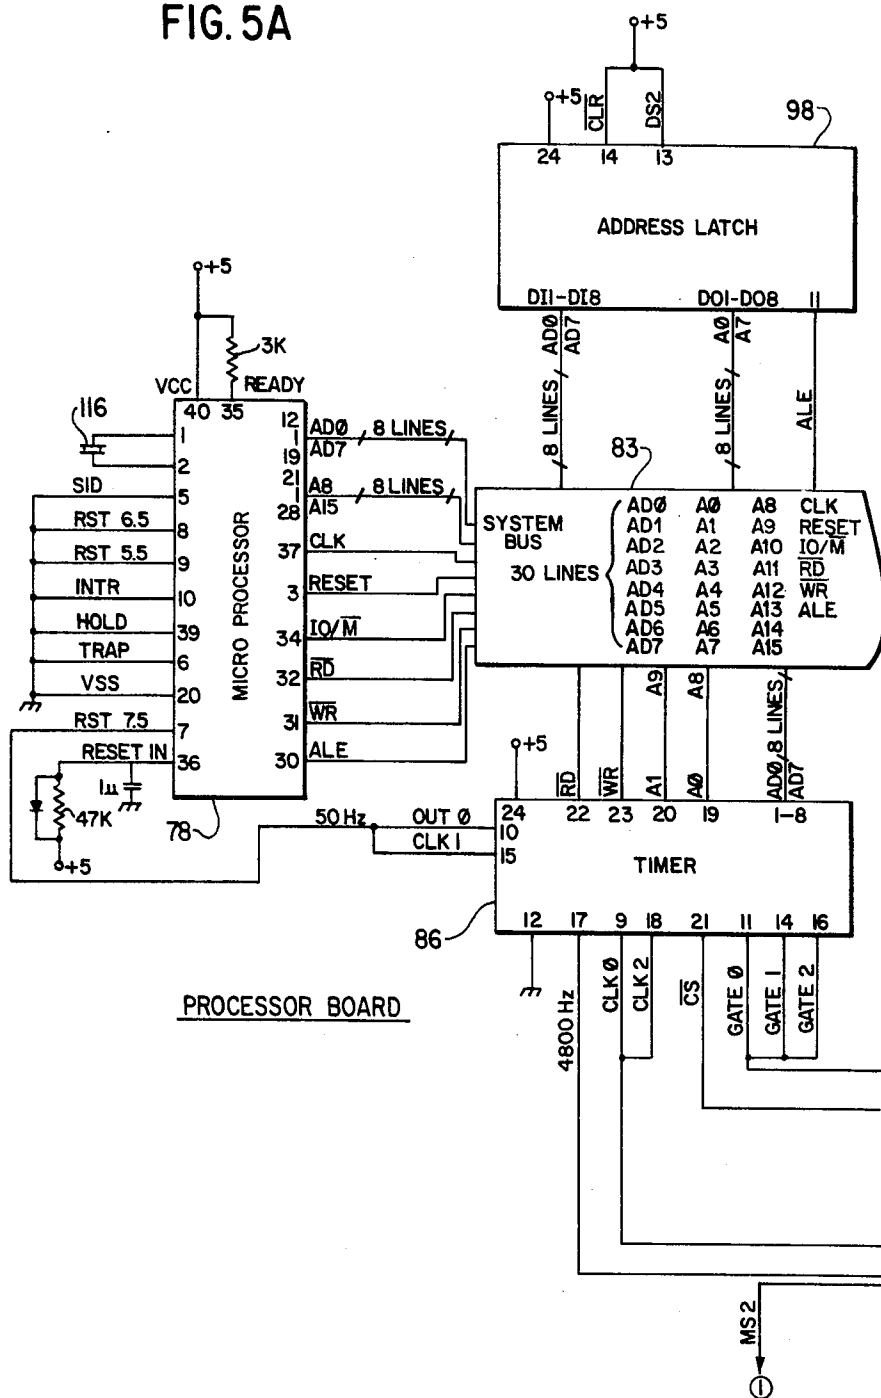 FIG. 5A
+5
+5
C̅L̅R̅
DS2
98
24 14 13
ADDRESS LATCH
DI1-DI8 DO1-DO8 11
8 LINES
AD0
AD7
8 LINES
A0
A7
ALE
+5
3K
VCC READY
40 35
116
1
2
SID 5
RST 6.5 8
RST 5.5 9
INTR 10
HOLD 39
TRAP 6
VSS 20
RST 7.5 7
RESET IN 36
1μ
47K
+5
78
MICRO PROCESSOR
12
1
19
AD0
AD7
8 LINES
21
1
28
A8
A15
8 LINES
37 CLK
3 RESET
34 IO/M̅
32 R̅D̅
31 W̅R̅
30 ALE
83
SYSTEM
BUS
30 LINES
AD0 A0 A8 CLK
AD1 A1 A9 RESET
AD2 A2 A10 IO/M̅
AD3 A3 A11 R̅D̅
AD4 A4 A12 W̅R̅
AD5 A5 A13 ALE
AD6 A6 A14
AD7 A7 A15
+5
R̅D̅
W̅R̅
A9
A1
A8
A0
8 LINES
AD0
AD7
24 22 23 20 19 1-8
50 Hz OUT 0 10
CLK 1 15
TIMER
86
12 17 9 18 21 11 14 16
4800 Hz
CLK 0
CLK 2
C̅S̅
GATE 0
GATE 1
GATE 2
PROCESSOR BOARD
MS2
1